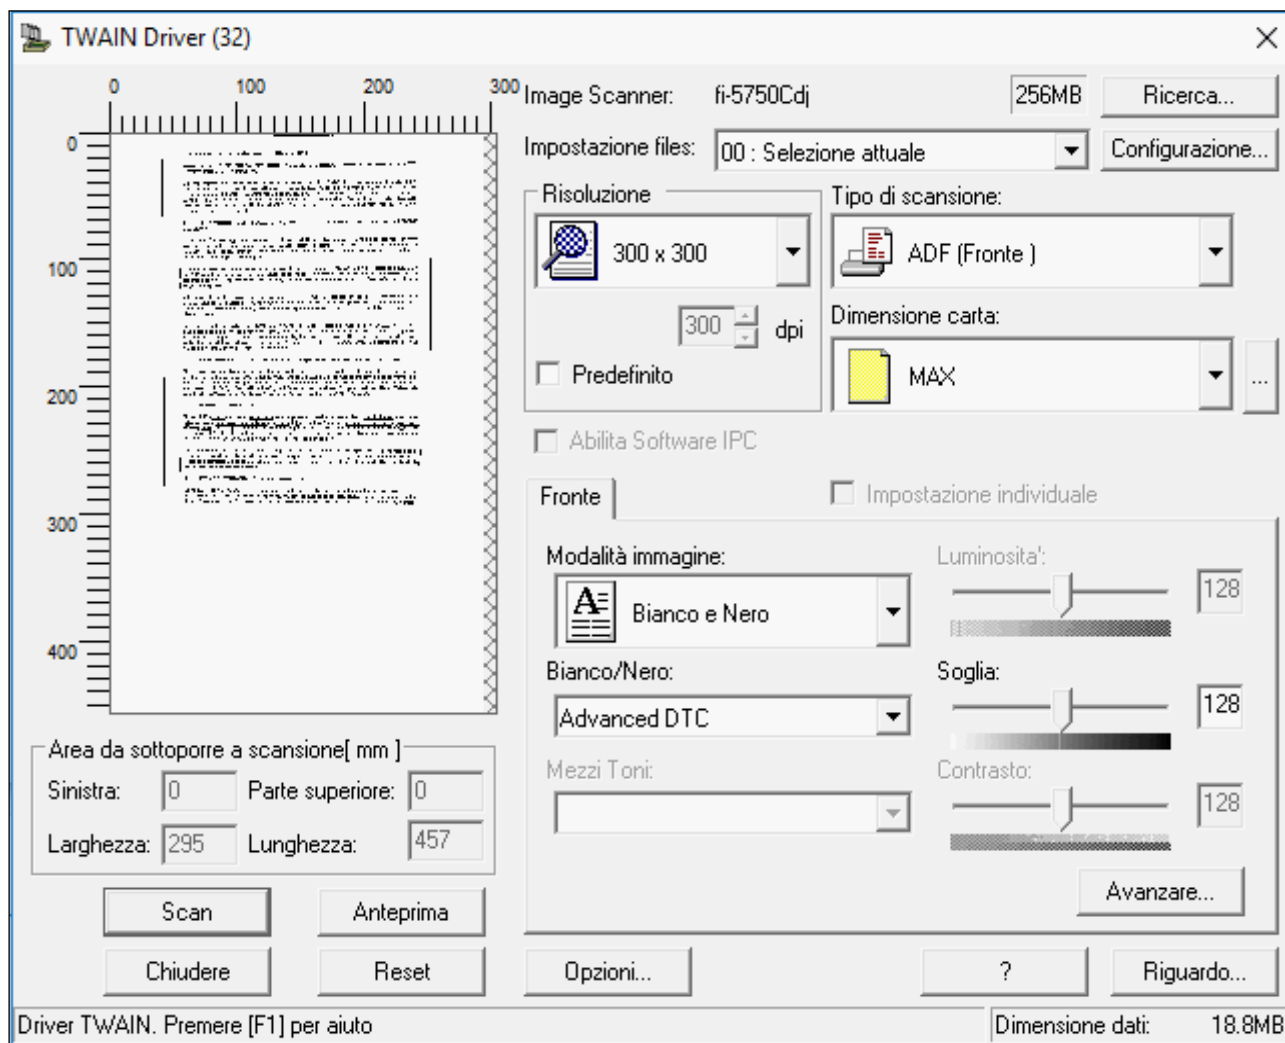 TWAIN Driver (32)
0 100 200 300
0
100
200
300
400
Image Scanner: fi-5750Cdj 256MB Ricerca...
Impostazione files: 00 : Selezione attuale Configurazione...
Risoluzione
300 x 300
300 dpi
Predefinito
Tipo di scansione:
ADF (Fronte )
Dimensione carta:
MAX ...
Abilita Software IPC
Fronte Impostazione individuale
Modalità immagine:
A Bianco e Nero
Bianco/Nero:
Advanced DTC
Mezzi Toni:
Luminosita':
128
Soglia:
128
Contrasto:
128
Avanzare...
Area da sottoporre a scansione[ mm ]
Sinistra: 0 Parte superiore: 0
Larghezza: 295 Lunghezza: 457
Scan Anteprima
Chiudere Reset Opzioni... ? Riguardo...
Driver TWAIN. Premere [F1] per aiuto Dimensione dati: 18.8MB